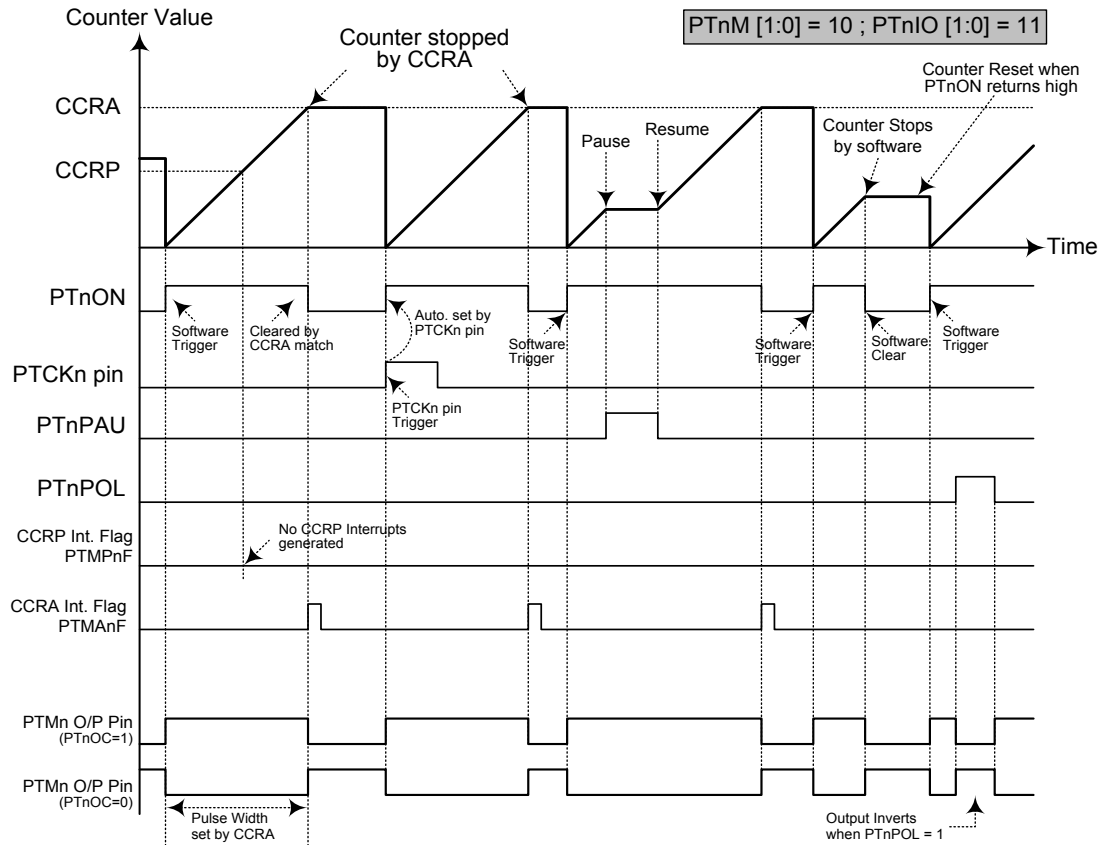 Counter Value
PTnM [1:0] = 10 ; PTnIO [1:0] = 11
Counter stopped
by CCRA
Counter Reset when
PTnON returns high
CCRA
Pause
Resume
Counter Stops
by software
CCRP
Time
PTnON
Software
Trigger
Cleared by
CCRA match
Auto. set by
PTCKn pin
Software
Trigger
Software
Trigger
Software
Clear
Software
Trigger
PTCKn pin
PTCKn pin
Trigger
PTnPAU
PTnPOL
CCRP Int. Flag
PTMPnF
No CCRP Interrupts
generated
CCRA Int. Flag
PTMAnF
PTMn O/P Pin
(PTnOC=1)
PTMn O/P Pin
(PTnOC=0)
Pulse Width
set by CCRA
Output Inverts
when PTnPOL = 1